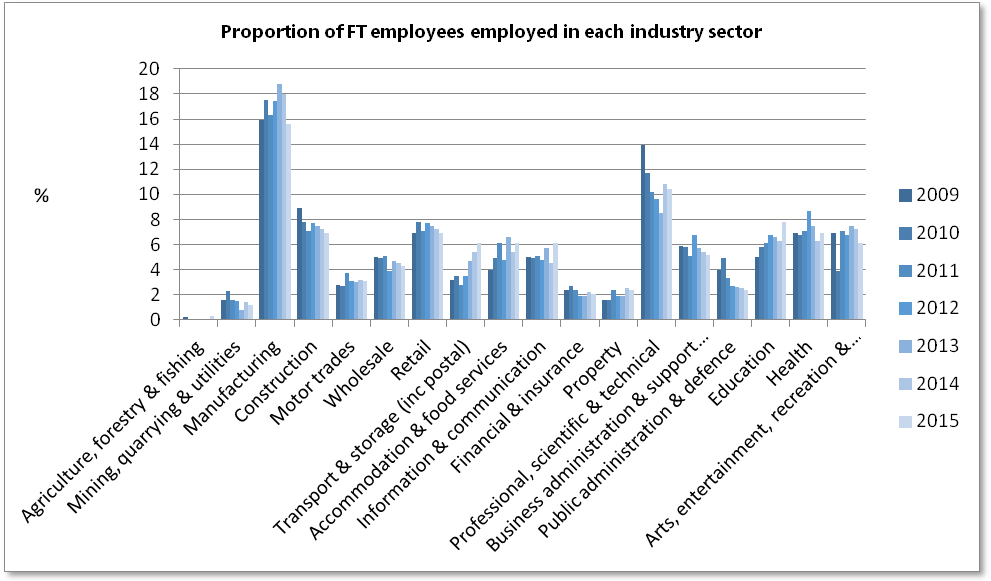 Proportion of FT employees employed in each industry sector
%
20
18
16
14
12
10
8
6
4
2
0
Agriculture, forestry & fishing
Mining, quarrying & utilities
Manufacturing
Construction
Motor trades
Wholesale
Retail
Transport & storage (inc postal)
Accommodation & food services
Information & communication
Financial & insurance
Property
Professional, scientific & technical
Business administration & support...
Public administration & defence
Education
Health
Arts, entertainment, recreation &...
2009
2010
2011
2012
2013
2014
2015